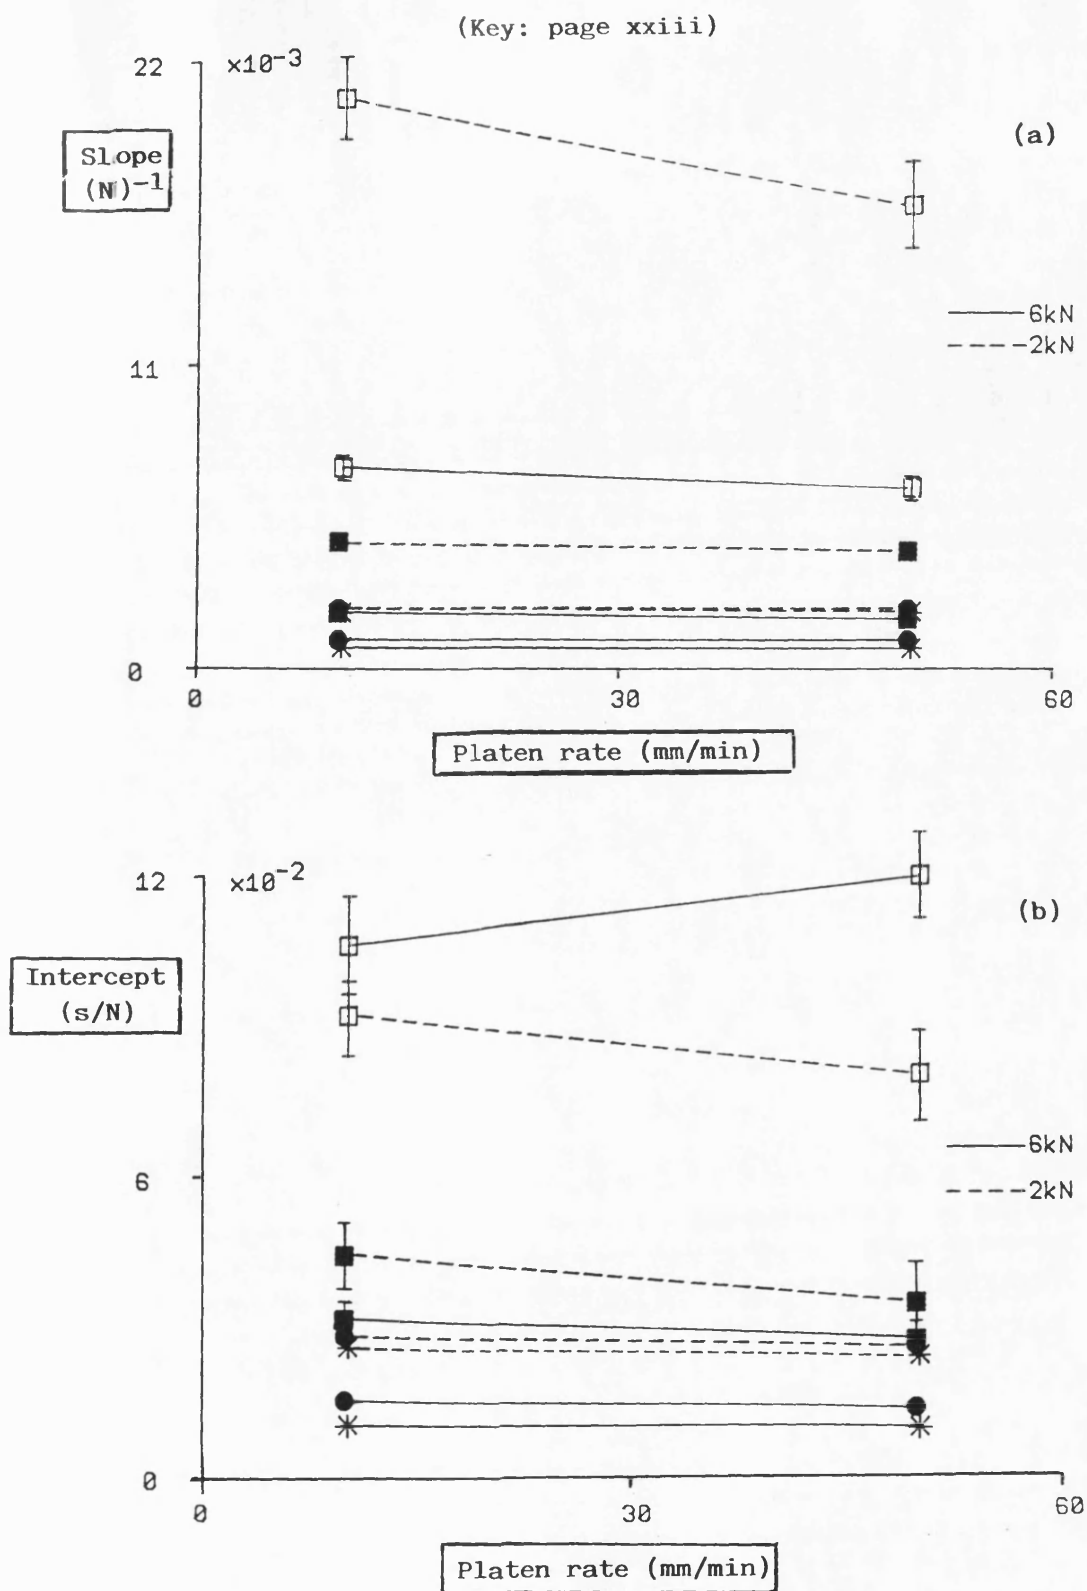 (Key: page xxiii)
22 ×10⁻³
(a)
Slope
(N)⁻¹
6kN
2kN
11
0
0 30 60
Platen rate (mm/min)
12 ×10⁻²
(b)
Intercept
(s/N)
6kN
6
2kN
0
0 30 60
Platen rate (mm/min)